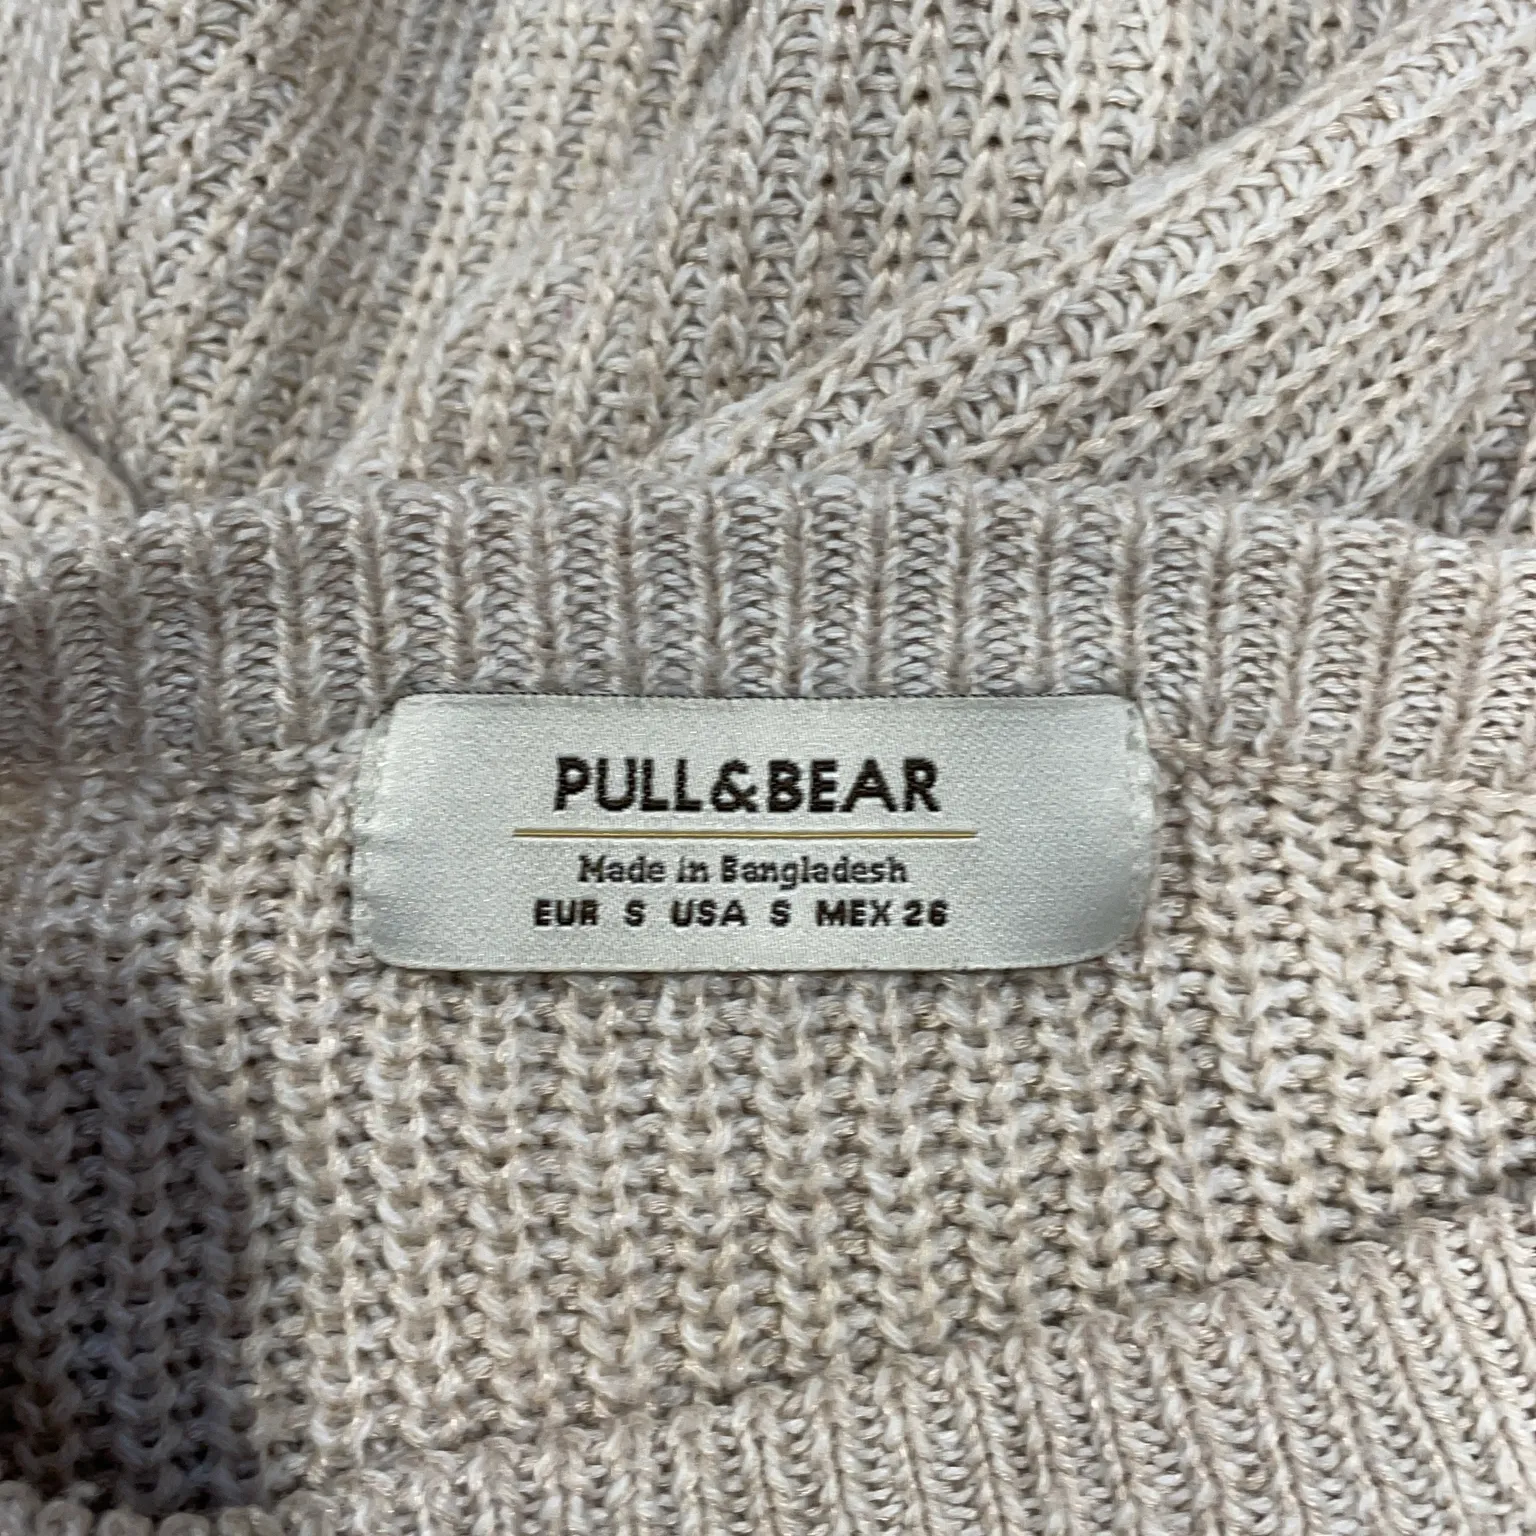 PULL&BEAR
Made in Bangladesh
EUR S USA S MEX 26